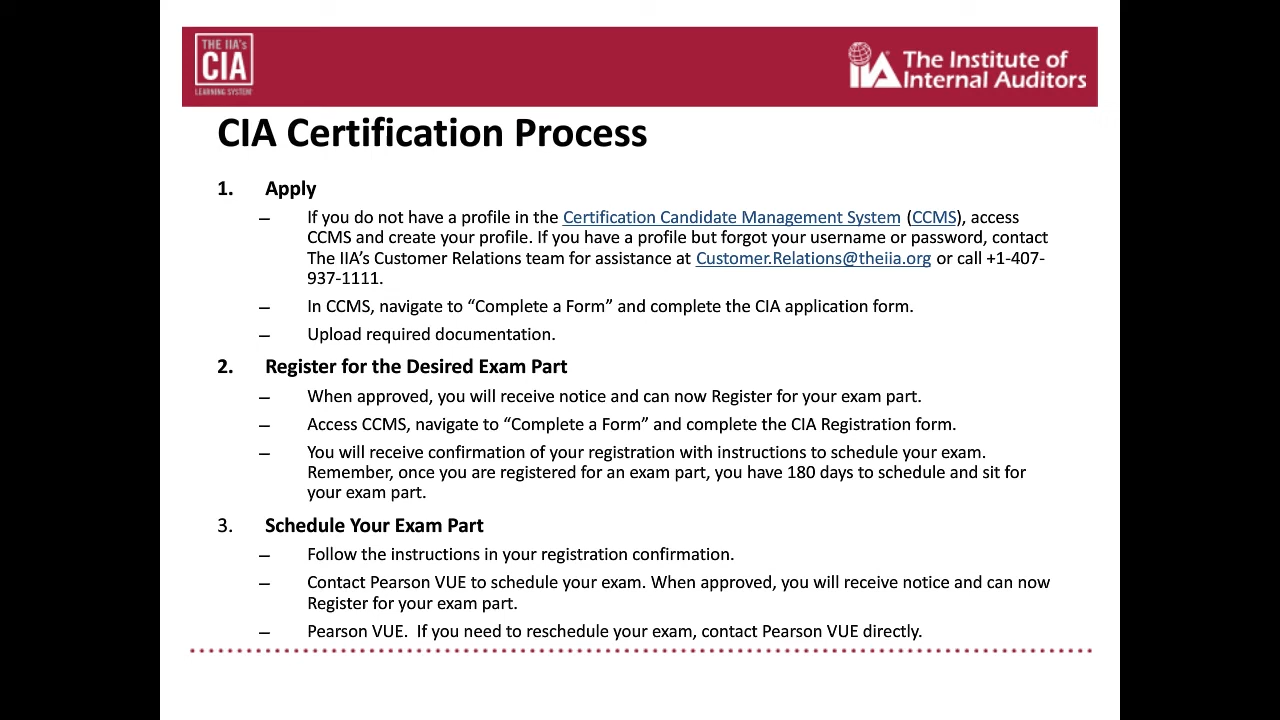 THE IIA's
CIA
LEARNING SYSTEM
IIA
The Institute of
Internal Auditors
CIA Certification Process
1. Apply
– If you do not have a profile in the Certification Candidate Management System (CCMS), access
CCMS and create your profile. If you have a profile but forgot your username or password, contact
The IIA’s Customer Relations team for assistance at Customer.Relations@theiia.org or call +1-407-
937-1111.
– In CCMS, navigate to “Complete a Form” and complete the CIA application form.
– Upload required documentation.
2. Register for the Desired Exam Part
– When approved, you will receive notice and can now Register for your exam part.
– Access CCMS, navigate to “Complete a Form” and complete the CIA Registration form.
– You will receive confirmation of your registration with instructions to schedule your exam.
Remember, once you are registered for an exam part, you have 180 days to schedule and sit for
your exam part.
3. Schedule Your Exam Part
– Follow the instructions in your registration confirmation.
– Contact Pearson VUE to schedule your exam. When approved, you will receive notice and can now
Register for your exam part.
– Pearson VUE.  If you need to reschedule your exam, contact Pearson VUE directly.